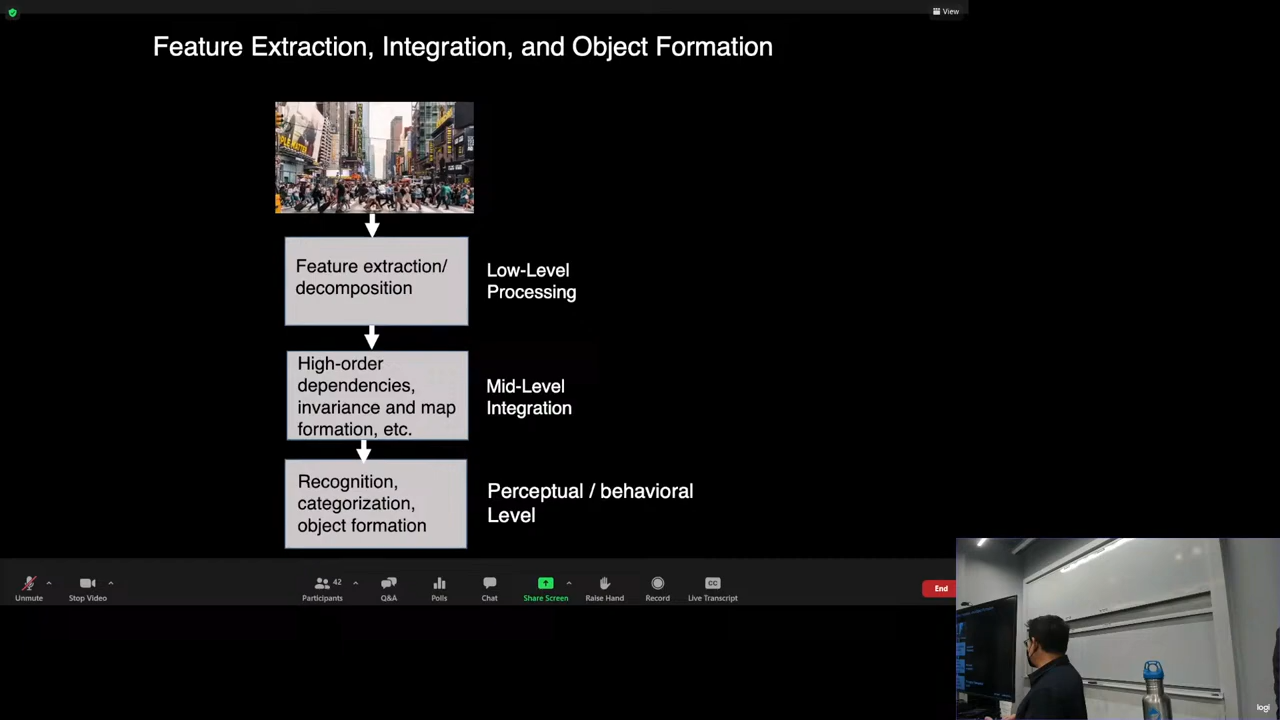 View
Feature Extraction, Integration, and Object Formation
Feature extraction/
decomposition
Low-Level
Processing
High-order
dependencies,
invariance and map
formation, etc.
Mid-Level
Integration
Recognition,
categorization,
object formation
Perceptual / behavioral
Level
Unmute
Stop Video
42
Participants
Q&A
Polls
Chat
Share Screen
Raise Hand
CC
Record
Live Transcript
End
logi